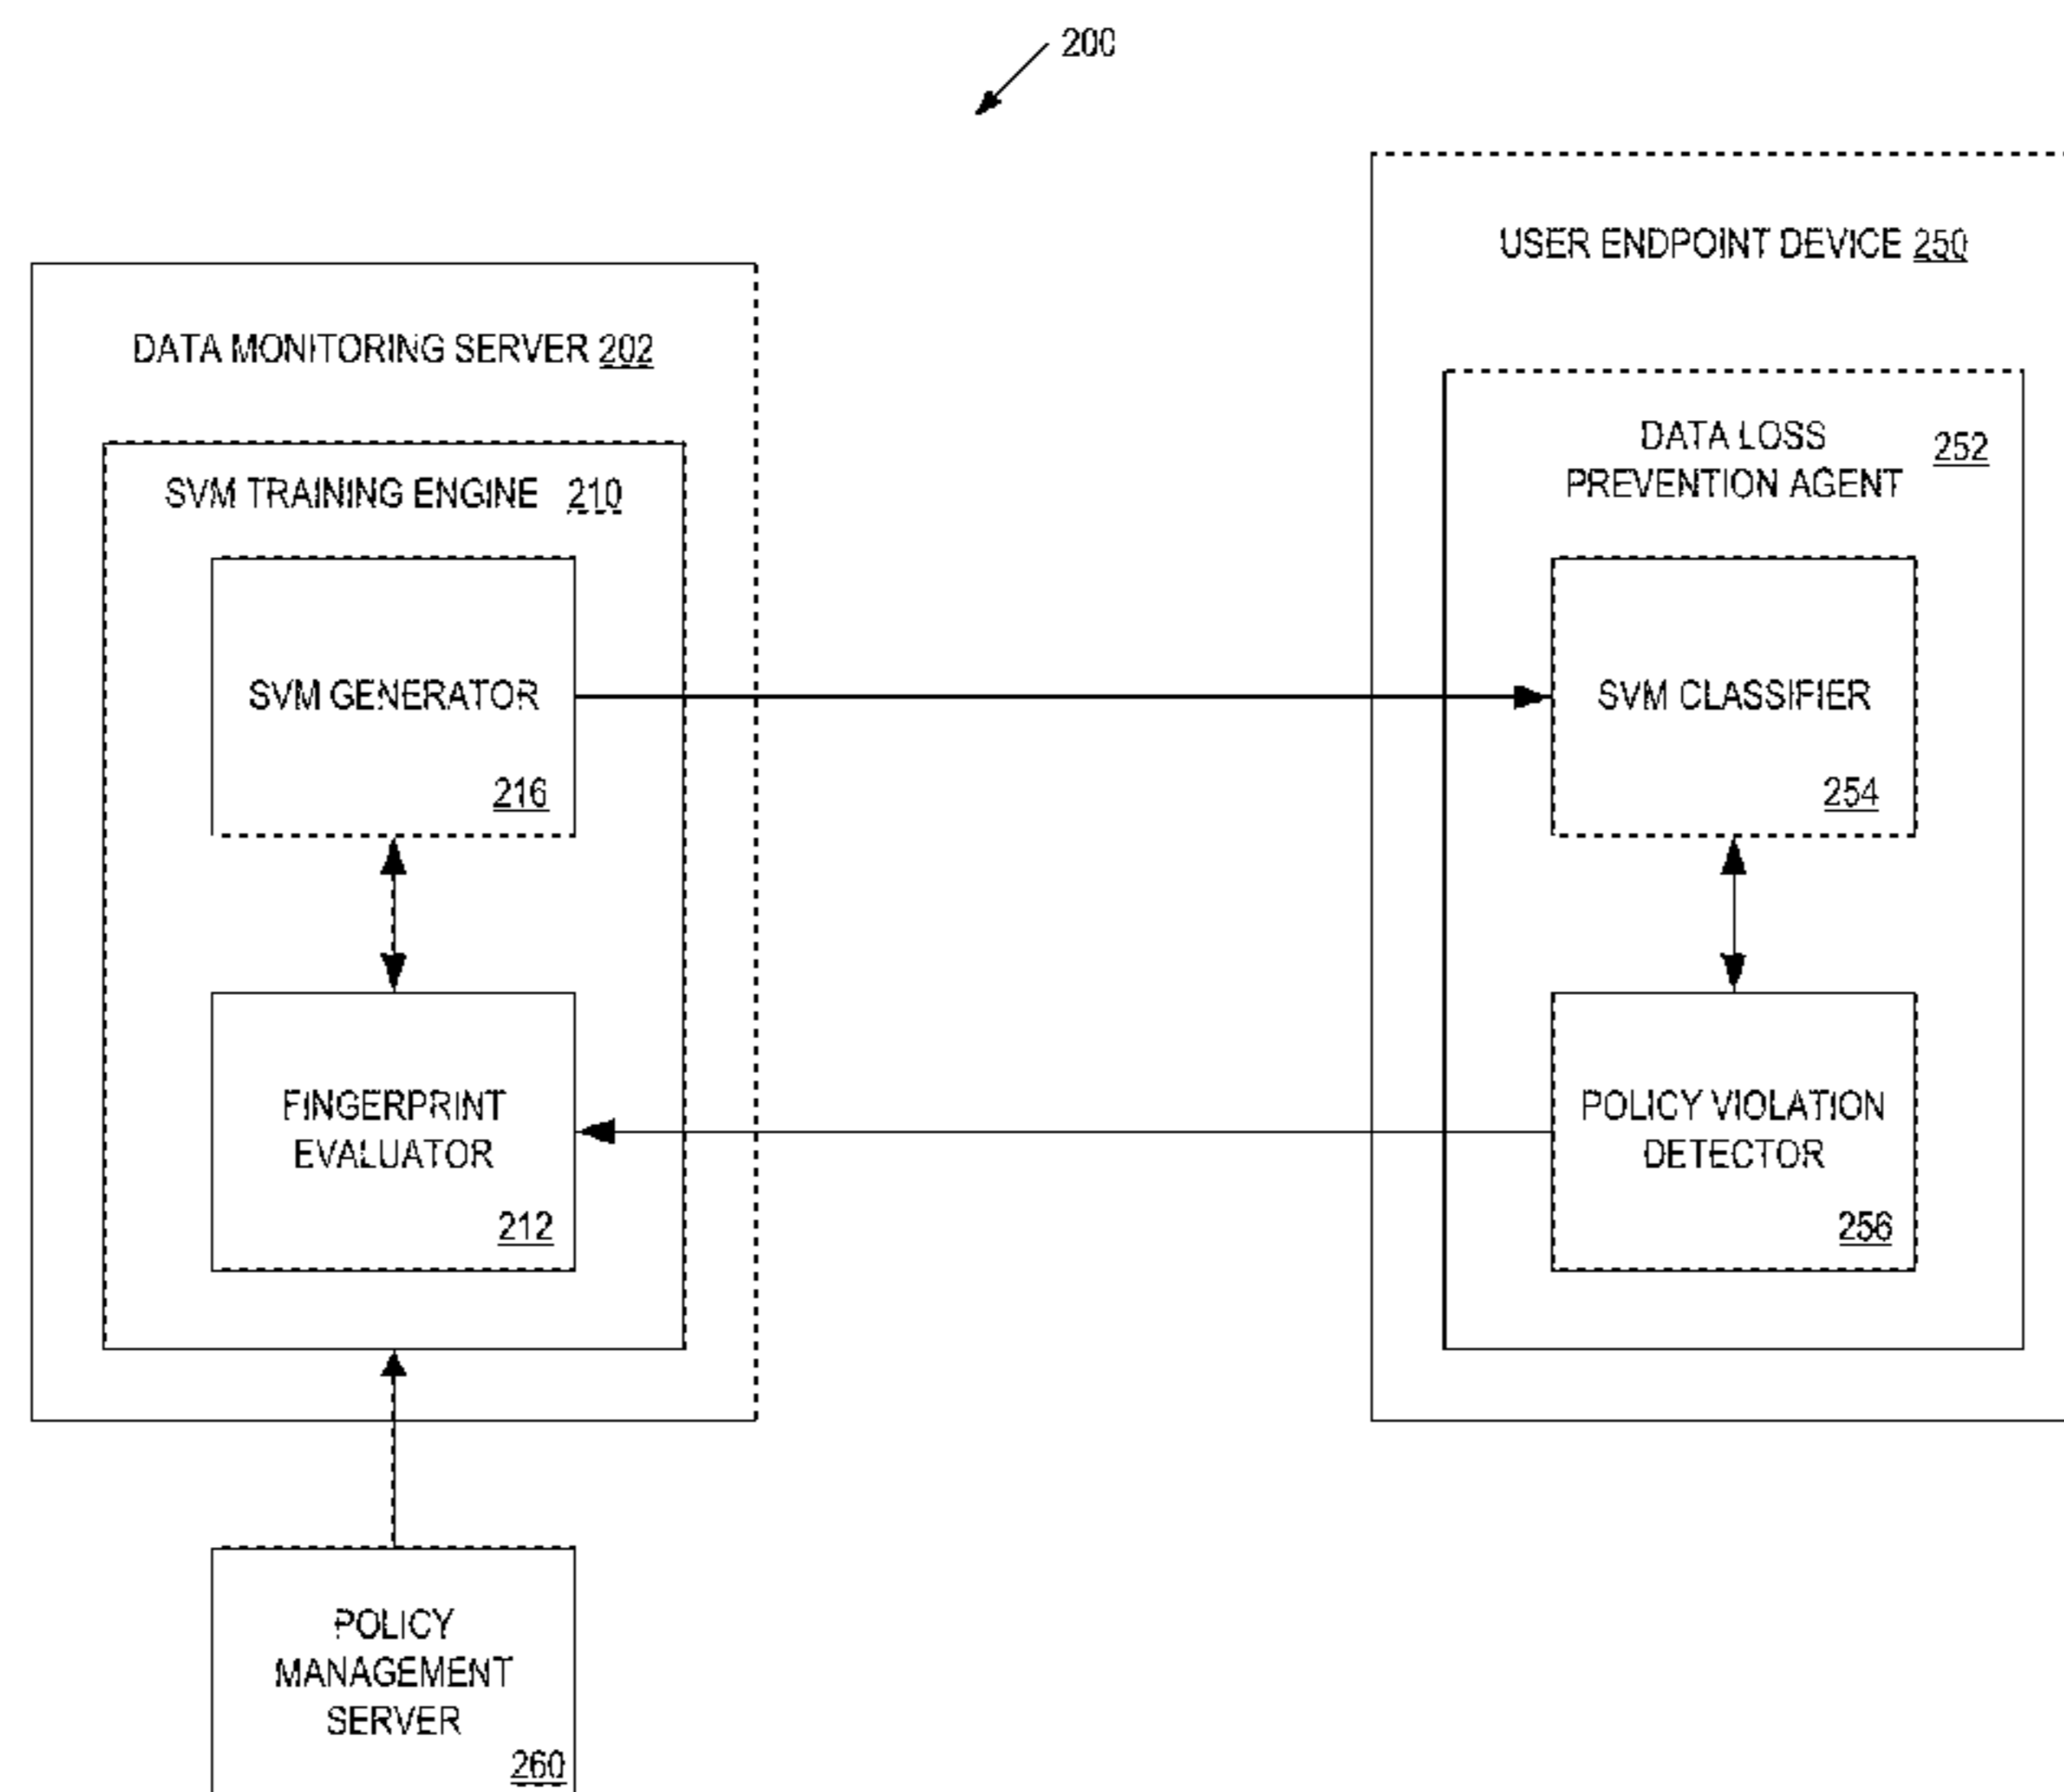 200
USER ENDPOINT DEVICE 250
DATA MONITORING SERVER 202
DATA LOSS
PREVENTION AGENT
252
SVM TRAINING ENGINE 210
SVM GENERATOR
216
SVM CLASSIFIER
254
FINGERPRINT
EVALUATOR
212
POLICY VIOLATION
DETECTOR
256
POLICY
MANAGEMENT
SERVER
260